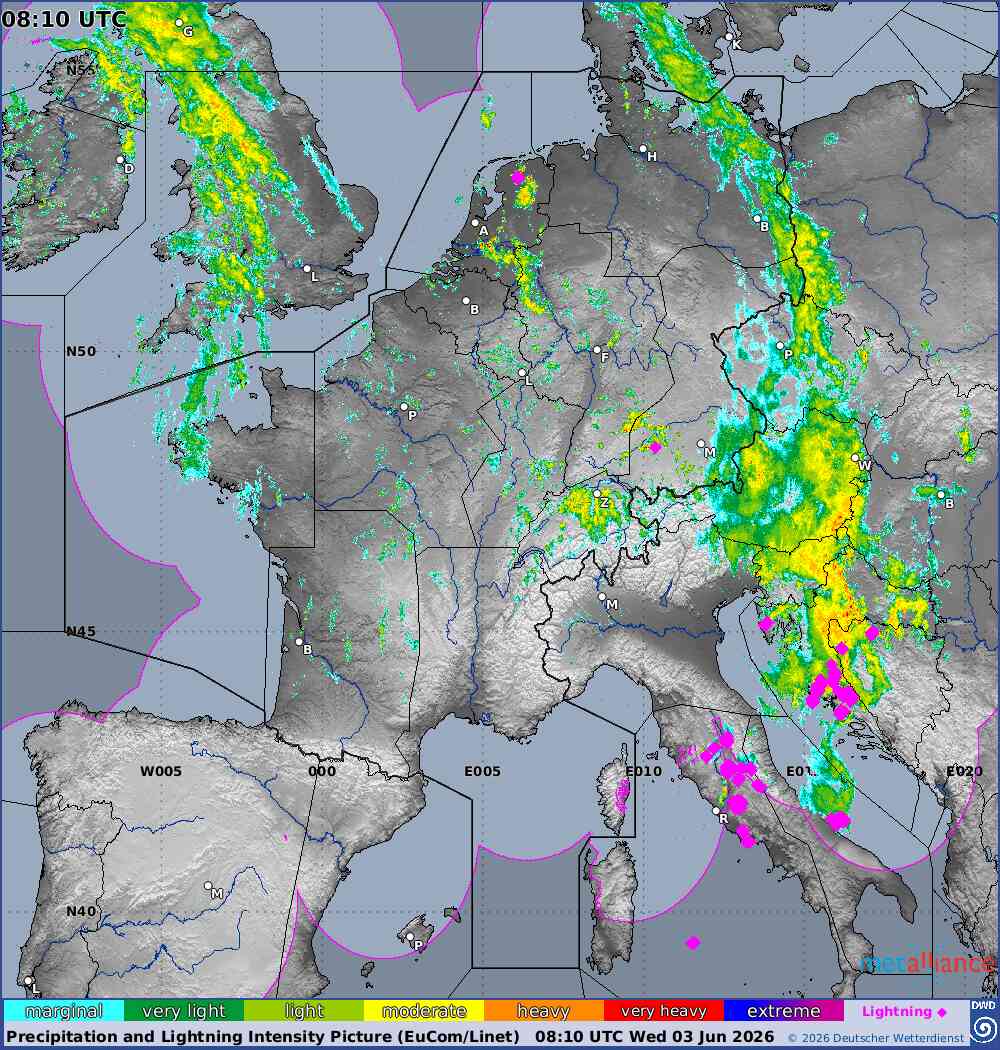 08:10 UTC
G
K
N55
H
D
B
A
L
B
N50
P
F
L
P
M
W
Z
B
M
N45
B
W005
000
E005
E010
E020
R
M
N40
P
metalliance
L
marginal very light light moderate heavy very heavy extreme Lightning
DWD
Precipitation and Lightning Intensity Picture (EuCom/Linet) 08:10 UTC Wed 03 Jun 2026 © 2026 Deutscher Wetterdienst